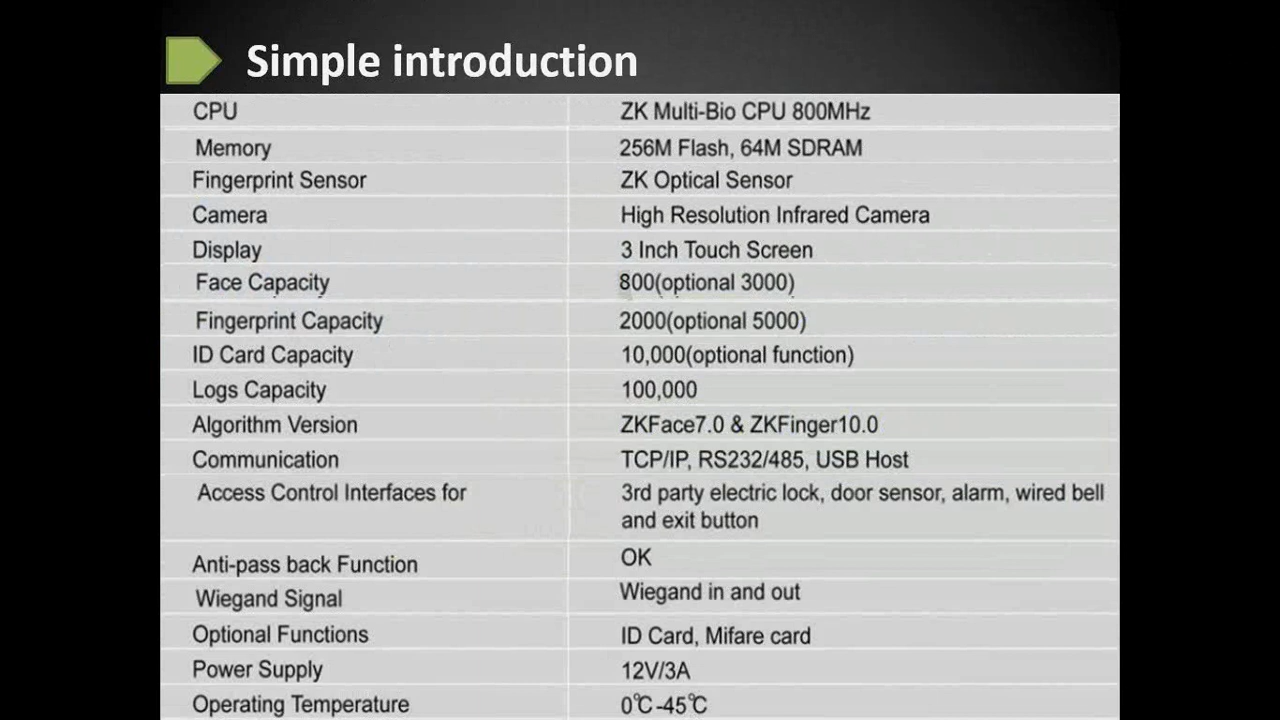 Simple introduction
CPU ZK Multi-Bio CPU 800MHz
Memory 256M Flash, 64M SDRAM
Fingerprint Sensor ZK Optical Sensor
Camera High Resolution Infrared Camera
Display 3 Inch Touch Screen
Face Capacity 800(optional 3000)
Fingerprint Capacity 2000(optional 5000)
ID Card Capacity 10,000(optional function)
Logs Capacity 100,000
Algorithm Version ZKFace7.0 & ZKFinger10.0
Communication TCP/IP, RS232/485, USB Host
Access Control Interfaces for 3rd party electric lock, door sensor, alarm, wired bell
and exit button
Anti-pass back Function OK
Wiegand Signal Wiegand in and out
Optional Functions ID Card, Mifare card
Power Supply 12V/3A
Operating Temperature 0℃-45℃